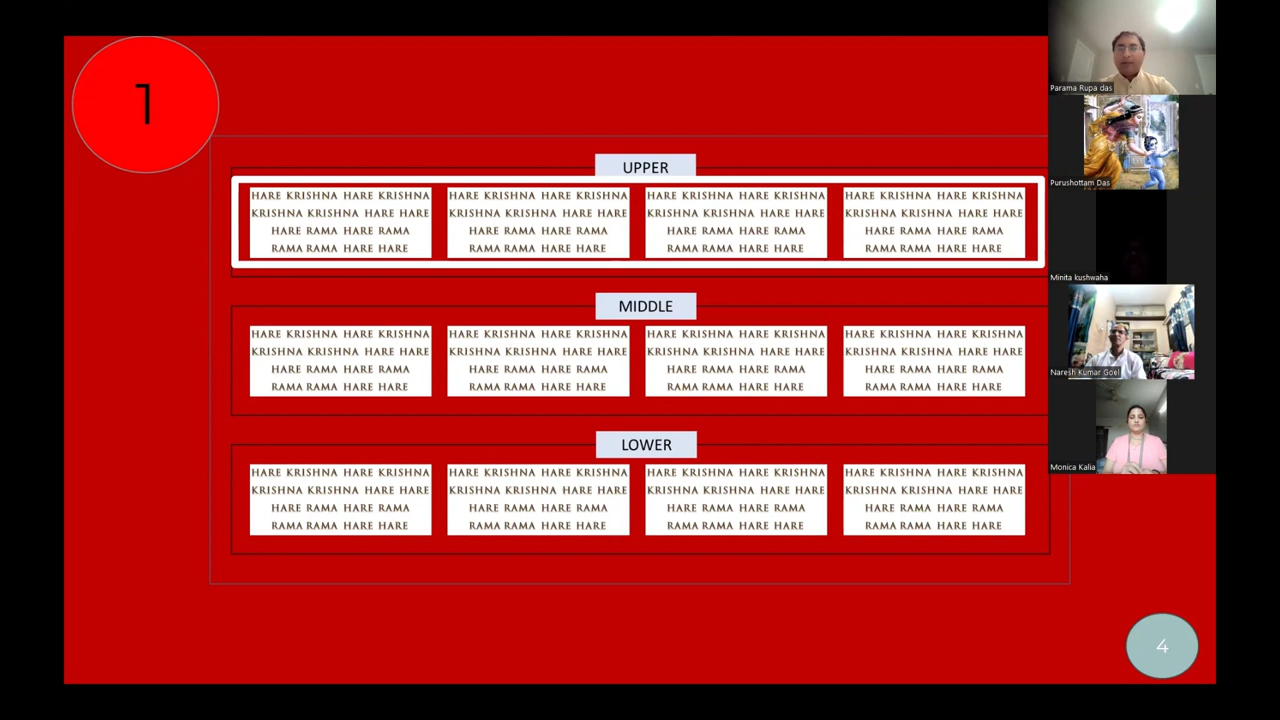 1
UPPER
HARE KRISHNA HARE KRISHNA
KRISHNA KRISHNA HARE HARE
HARE RAMA HARE RAMA
RAMA RAMA HARE HARE
HARE KRISHNA HARE KRISHNA
KRISHNA KRISHNA HARE HARE
HARE RAMA HARE RAMA
RAMA RAMA HARE HARE
HARE KRISHNA HARE KRISHNA
KRISHNA KRISHNA HARE HARE
HARE RAMA HARE RAMA
RAMA RAMA HARE HARE
HARE KRISHNA HARE KRISHNA
KRISHNA KRISHNA HARE HARE
HARE RAMA HARE RAMA
RAMA RAMA HARE HARE
MIDDLE
HARE KRISHNA HARE KRISHNA
KRISHNA KRISHNA HARE HARE
HARE RAMA HARE RAMA
RAMA RAMA HARE HARE
HARE KRISHNA HARE KRISHNA
KRISHNA KRISHNA HARE HARE
HARE RAMA HARE RAMA
RAMA RAMA HARE HARE
HARE KRISHNA HARE KRISHNA
KRISHNA KRISHNA HARE HARE
HARE RAMA HARE RAMA
RAMA RAMA HARE HARE
HARE KRISHNA HARE KRISHNA
KRISHNA KRISHNA HARE HARE
HARE RAMA HARE RAMA
RAMA RAMA HARE HARE
LOWER
HARE KRISHNA HARE KRISHNA
KRISHNA KRISHNA HARE HARE
HARE RAMA HARE RAMA
RAMA RAMA HARE HARE
HARE KRISHNA HARE KRISHNA
KRISHNA KRISHNA HARE HARE
HARE RAMA HARE RAMA
RAMA RAMA HARE HARE
HARE KRISHNA HARE KRISHNA
KRISHNA KRISHNA HARE HARE
HARE RAMA HARE RAMA
RAMA RAMA HARE HARE
HARE KRISHNA HARE KRISHNA
KRISHNA KRISHNA HARE HARE
HARE RAMA HARE RAMA
RAMA RAMA HARE HARE
4
Parama Rupa das
Purushottam Das
Minita kushwaha
Naresh Kumar Goel
Monica Kalia